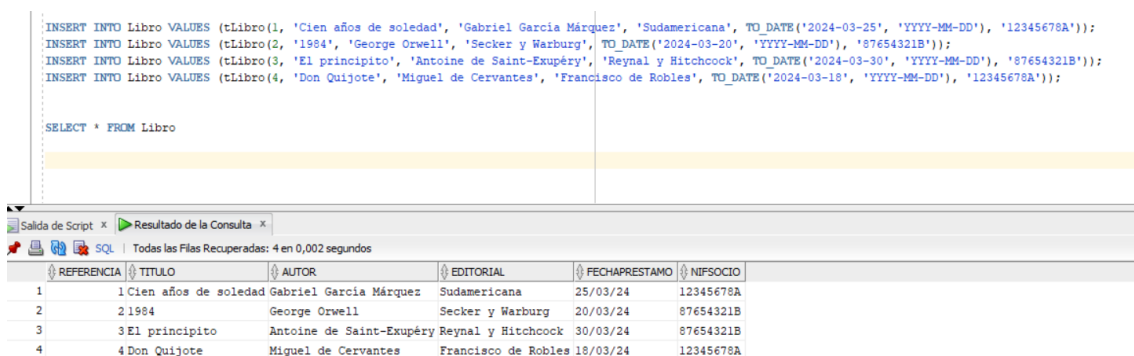 INSERT INTO Libro VALUES (tLibro(1, 'Cien años de soledad', 'Gabriel García Márquez', 'Sudamericana', TO_DATE('2024-03-25', 'YYYY-MM-DD'), '12345678A'));
INSERT INTO Libro VALUES (tLibro(2, '1984', 'George Orwell', 'Secker y Warburg', TO_DATE('2024-03-20', 'YYYY-MM-DD'), '87654321B'));
INSERT INTO Libro VALUES (tLibro(3, 'El principito', 'Antoine de Saint-Exupéry', 'Reynal y Hitchcock', TO_DATE('2024-03-30', 'YYYY-MM-DD'), '87654321B'));
INSERT INTO Libro VALUES (tLibro(4, 'Don Quijote', 'Miguel de Cervantes', 'Francisco de Robles', TO_DATE('2024-03-18', 'YYYY-MM-DD'), '12345678A'));
SELECT * FROM Libro
Salida de Script x Resultado de la Consulta x
SQL | Todas las Filas Recuperadas: 4 en 0,002 segundos
REFERENCIA TITULO AUTOR EDITORIAL FECHAPRESTAMO NIFSOCIO
1 1 Cien años de soledad Gabriel García Márquez Sudamericana 25/03/24 12345678A
2 2 1984 George Orwell Secker y Warburg 20/03/24 87654321B
3 3 El principito Antoine de Saint-Exupéry Reynal y Hitchcock 30/03/24 87654321B
4 4 Don Quijote Miguel de Cervantes Francisco de Robles 18/03/24 12345678A